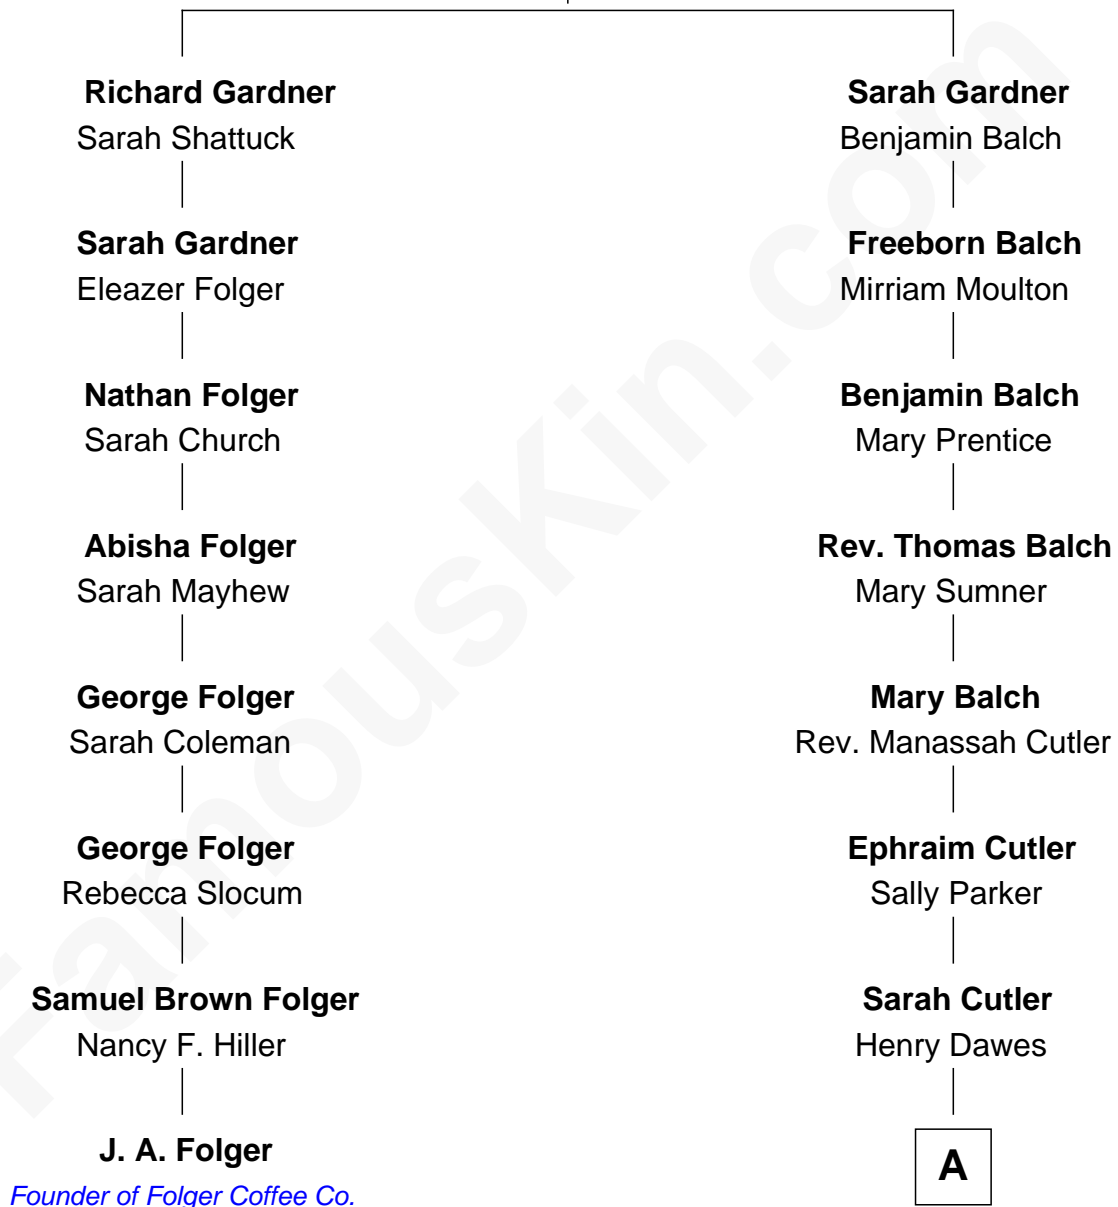 Richard Gardner
Sarah Shattuck
Sarah Gardner
Eleazer Folger
Nathan Folger
Sarah Church
Abisha Folger
Sarah Mayhew
George Folger
Sarah Coleman
George Folger
Rebecca Slocum
Samuel Brown Folger
Nancy F. Hiller
J. A. Folger
Founder of Folger Coffee Co.
Sarah Gardner
Benjamin Balch
Freeborn Balch
Mirriam Moulton
Benjamin Balch
Mary Prentice
Rev. Thomas Balch
Mary Sumner
Mary Balch
Rev. Manassah Cutler
Ephraim Cutler
Sally Parker
Sarah Cutler
Henry Dawes
A
FamousKin.com